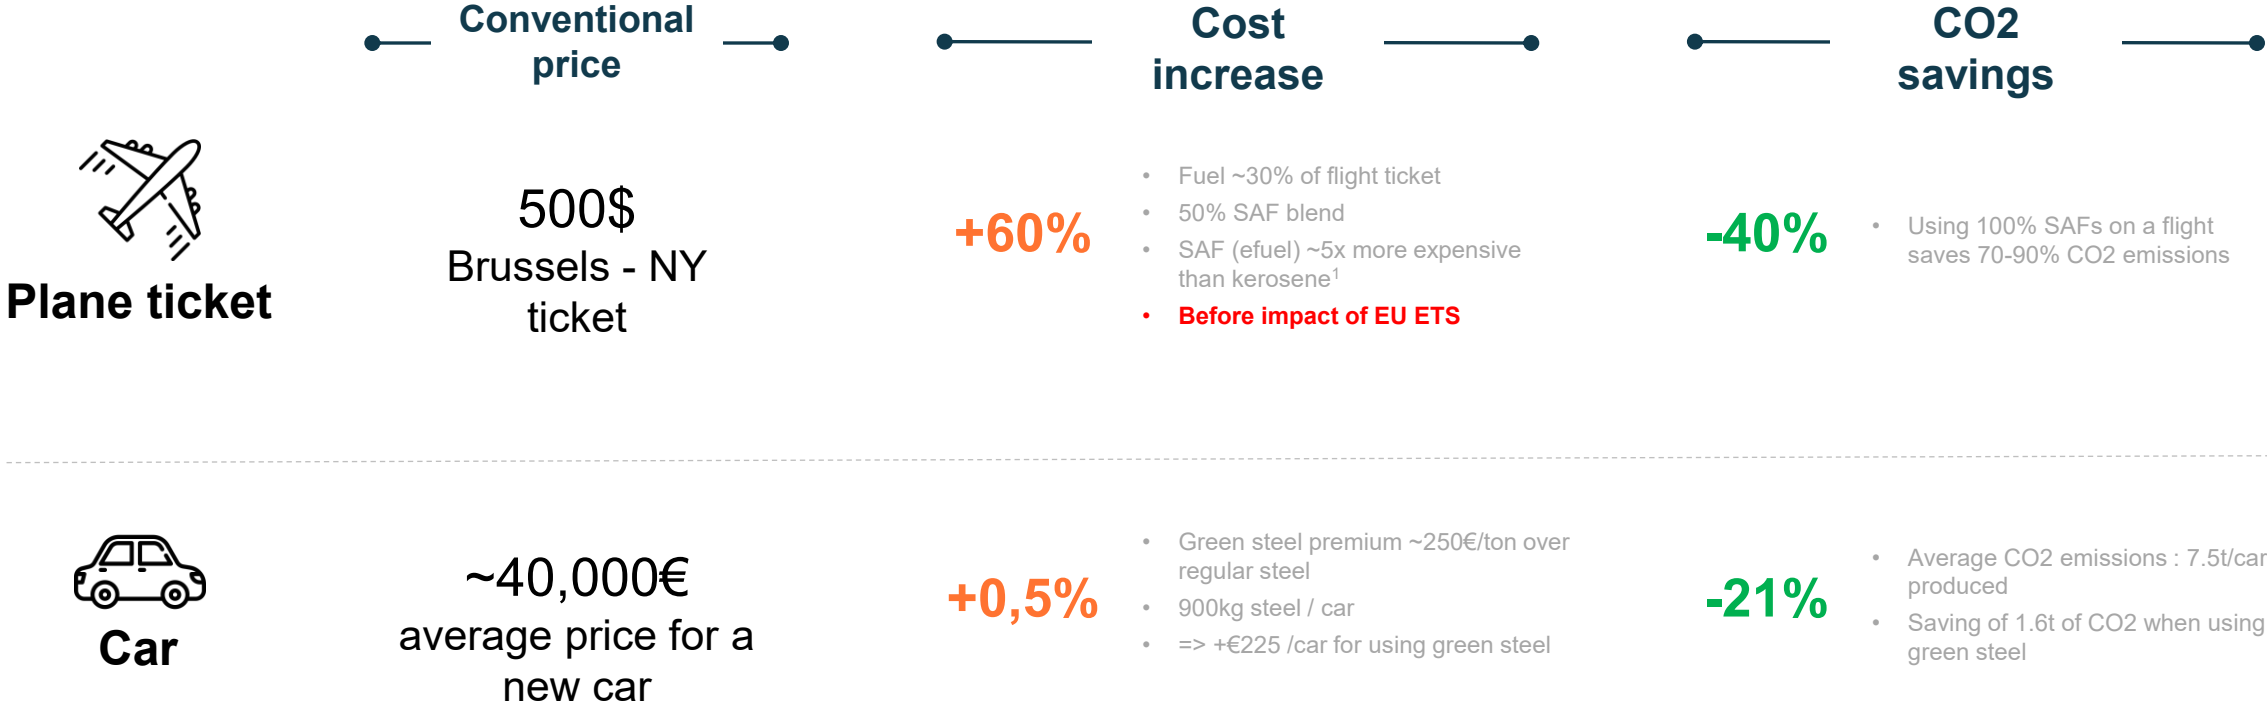 Conventional
price
Cost
increase
CO2
savings
Plane ticket
500$
Brussels - NY
ticket
+60%
• Fuel ~30% of flight ticket
• 50% SAF blend
• SAF (efuel) ~5x more expensive
than kerosene¹
• Before impact of EU ETS
-40%
• Using 100% SAFs on a flight
saves 70-90% CO2 emissions
Car
~40,000€
average price for a
new car
+0,5%
• Green steel premium ~250€/ton over
regular steel
• 900kg steel / car
• => +€225 /car for using green steel
-21%
• Average CO2 emissions : 7.5t/car
produced
• Saving of 1.6t of CO2 when using
green steel